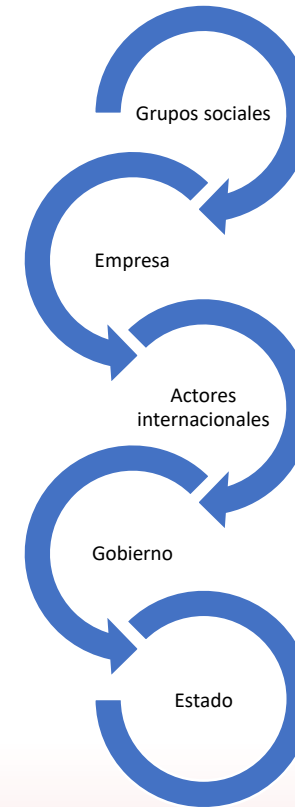 Grupos sociales
Empresa
Actores
internacionales
Gobierno
Estado